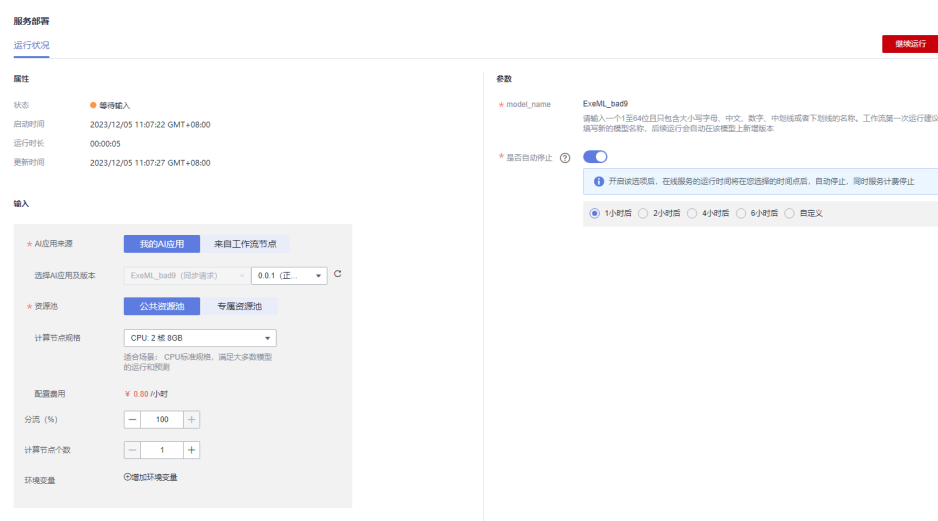 服务部署
运行状况
继续运行
属性
状态 等待输入
启动时间 2023/12/05 11:07:22 GMT+08:00
运行时长 00:00:05
更新时间 2023/12/05 11:07:27 GMT+08:00
输入
* AI应用来源 我的AI应用 来自工作流节点
选择AI应用及版本 ExeML_bad9（同步请求） 0.0.1（正...
* 资源池 公共资源池 专属资源池
计算节点规格 CPU: 2 核 8GB
适合场景： CPU标准规格，满足大多数模型
的运行和预测
配置费用 ¥ 0.80 /小时
分流（%） 100
计算节点个数 1
环境变量 增加环境变量
参数
* model_name ExeML_bad9
请输入一个1至64位且只包含大小写字母、中文、数字、中划线或者下划线的名称。工作流第一次运行建议
填写新的模型名称，后续运行会自动在该模型上新增版本
* 是否自动停止
开启该选项后，在线服务的运行时间将在您选择的时间点后，自动停止，同时服务计费停止
1小时后 2小时后 4小时后 6小时后 自定义